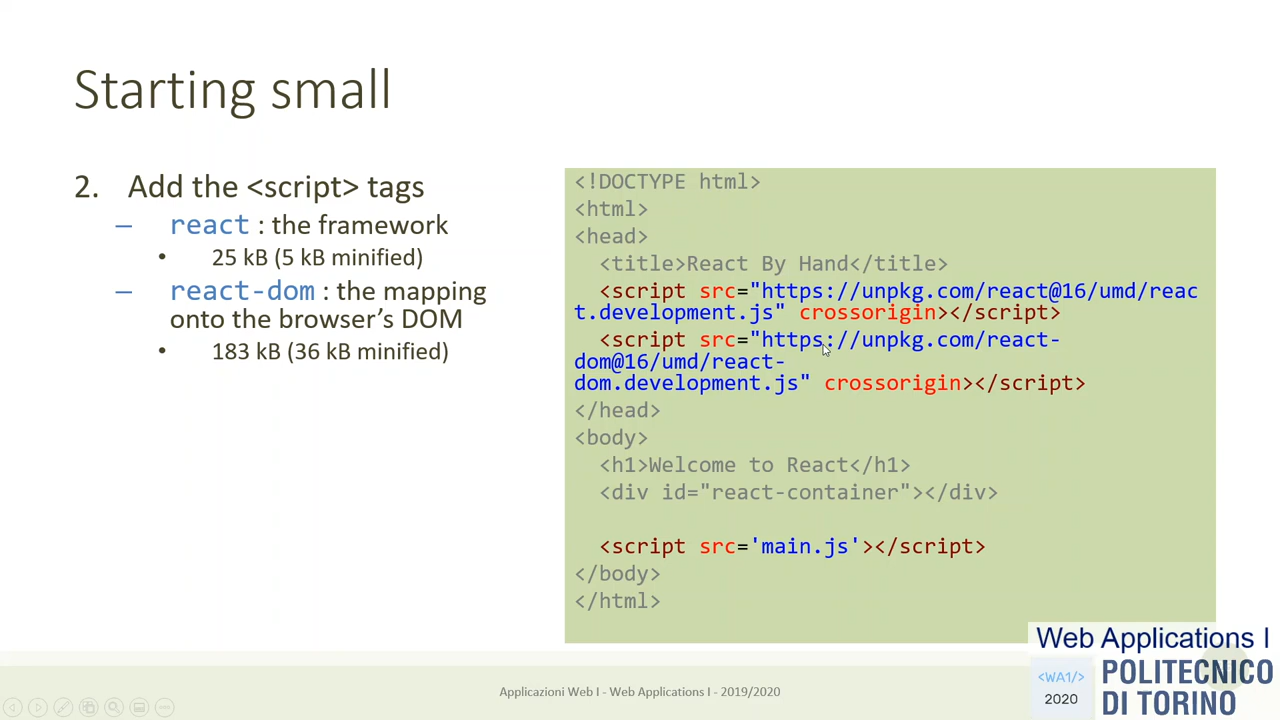 Starting small
2. Add the <script> tags
– react : the framework
• 25 kB (5 kB minified)
– react-dom : the mapping
onto the browser’s DOM
• 183 kB (36 kB minified)
<!DOCTYPE html>
<html>
<head>
<title>React By Hand</title>
<script src="https://unpkg.com/react@16/umd/reac
t.development.js" crossorigin></script>
<script src="https://unpkg.com/react-
dom@16/umd/react-
dom.development.js" crossorigin></script>
</head>
<body>
<h1>Welcome to React</h1>
<div id="react-container"></div>
<script src='main.js'></script>
</body>
</html>
Applicazioni Web I - Web Applications I - 2019/2020
Web Applications I
<WA1/>
2020
POLITECNICO
DI TORINO